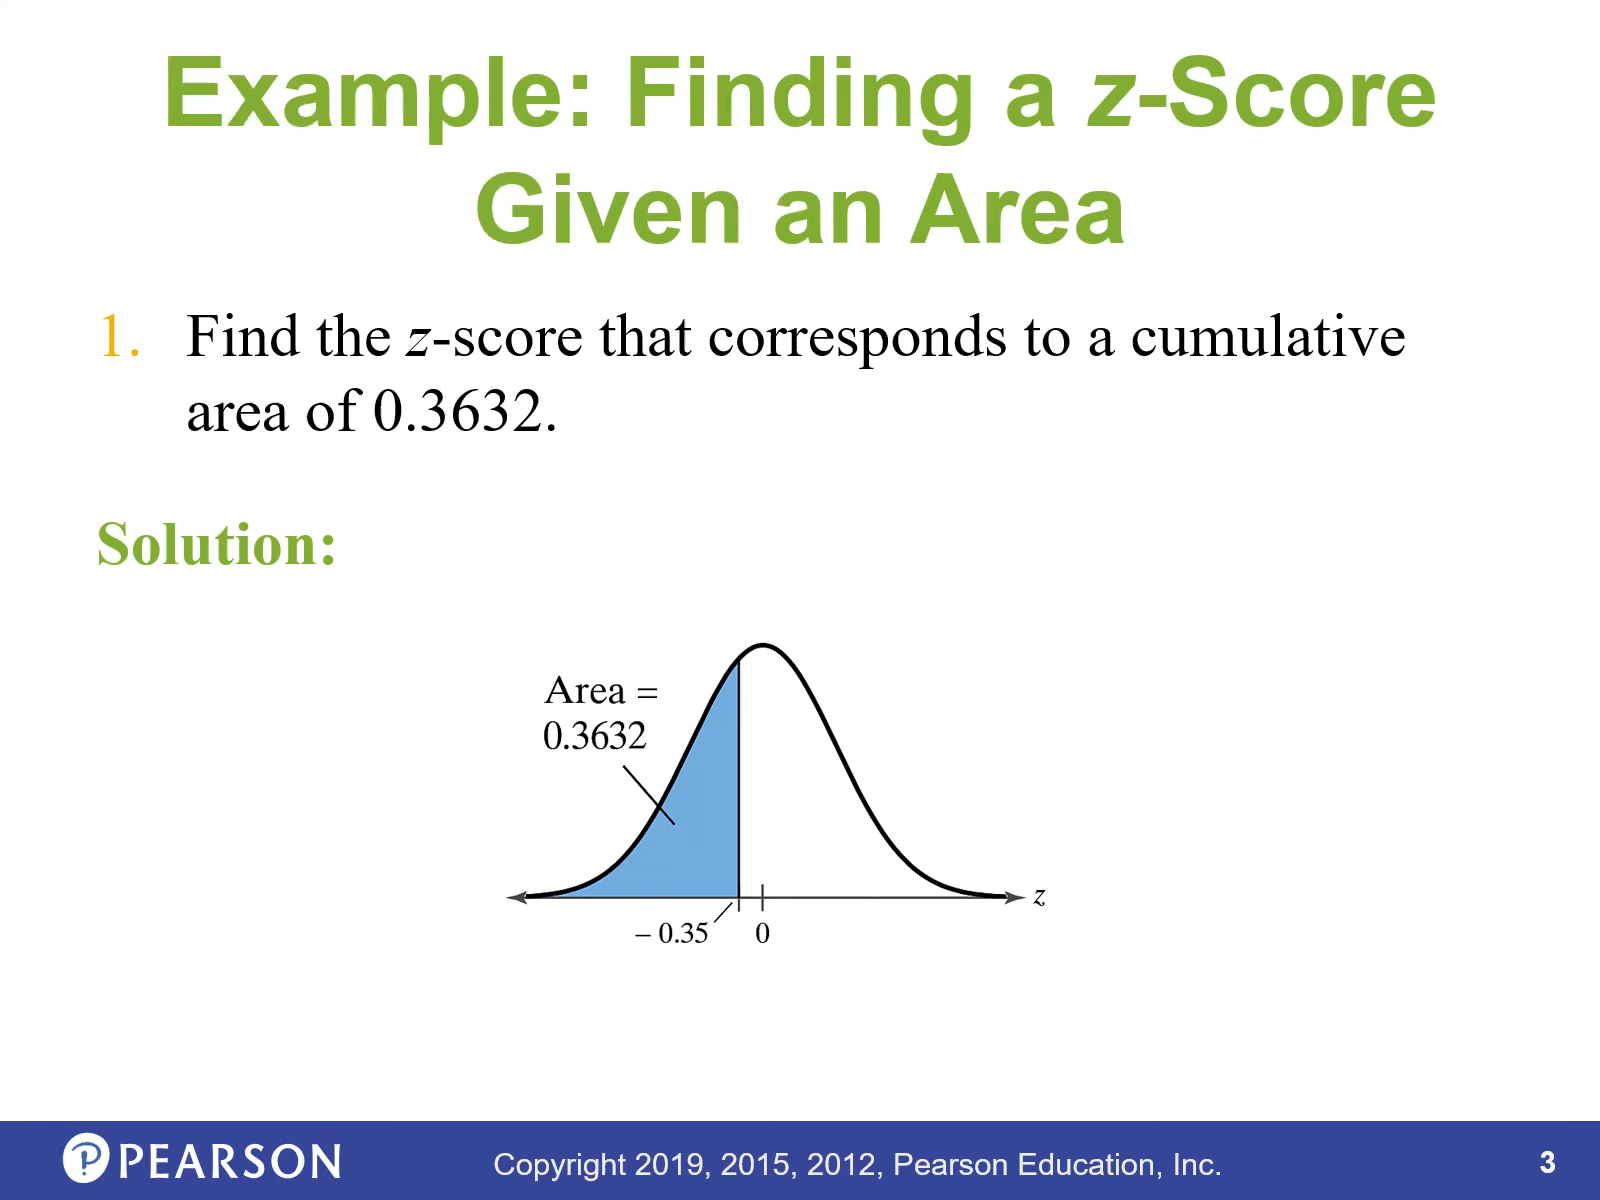 Example: Finding a z-Score
Given an Area
1. Find the z-score that corresponds to a cumulative
area of 0.3632.
Solution:
Area =
0.3632
z
– 0.35
0
PEARSON
Copyright 2019, 2015, 2012, Pearson Education, Inc.
3